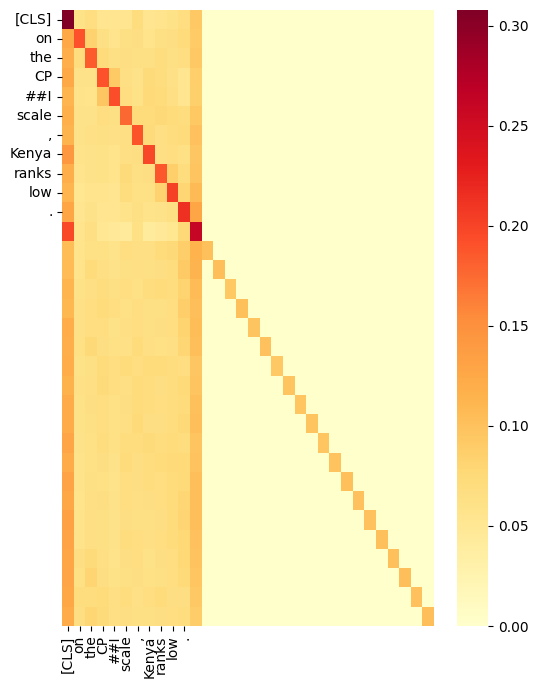 [CLS]
on
the
CP
##I
scale
,
Kenya
ranks
low
.
0.30
0.25
0.20
0.15
0.10
0.05
0.00
[CLS]
on
the
CP
##I
scale
,
Kenya
ranks
low
.